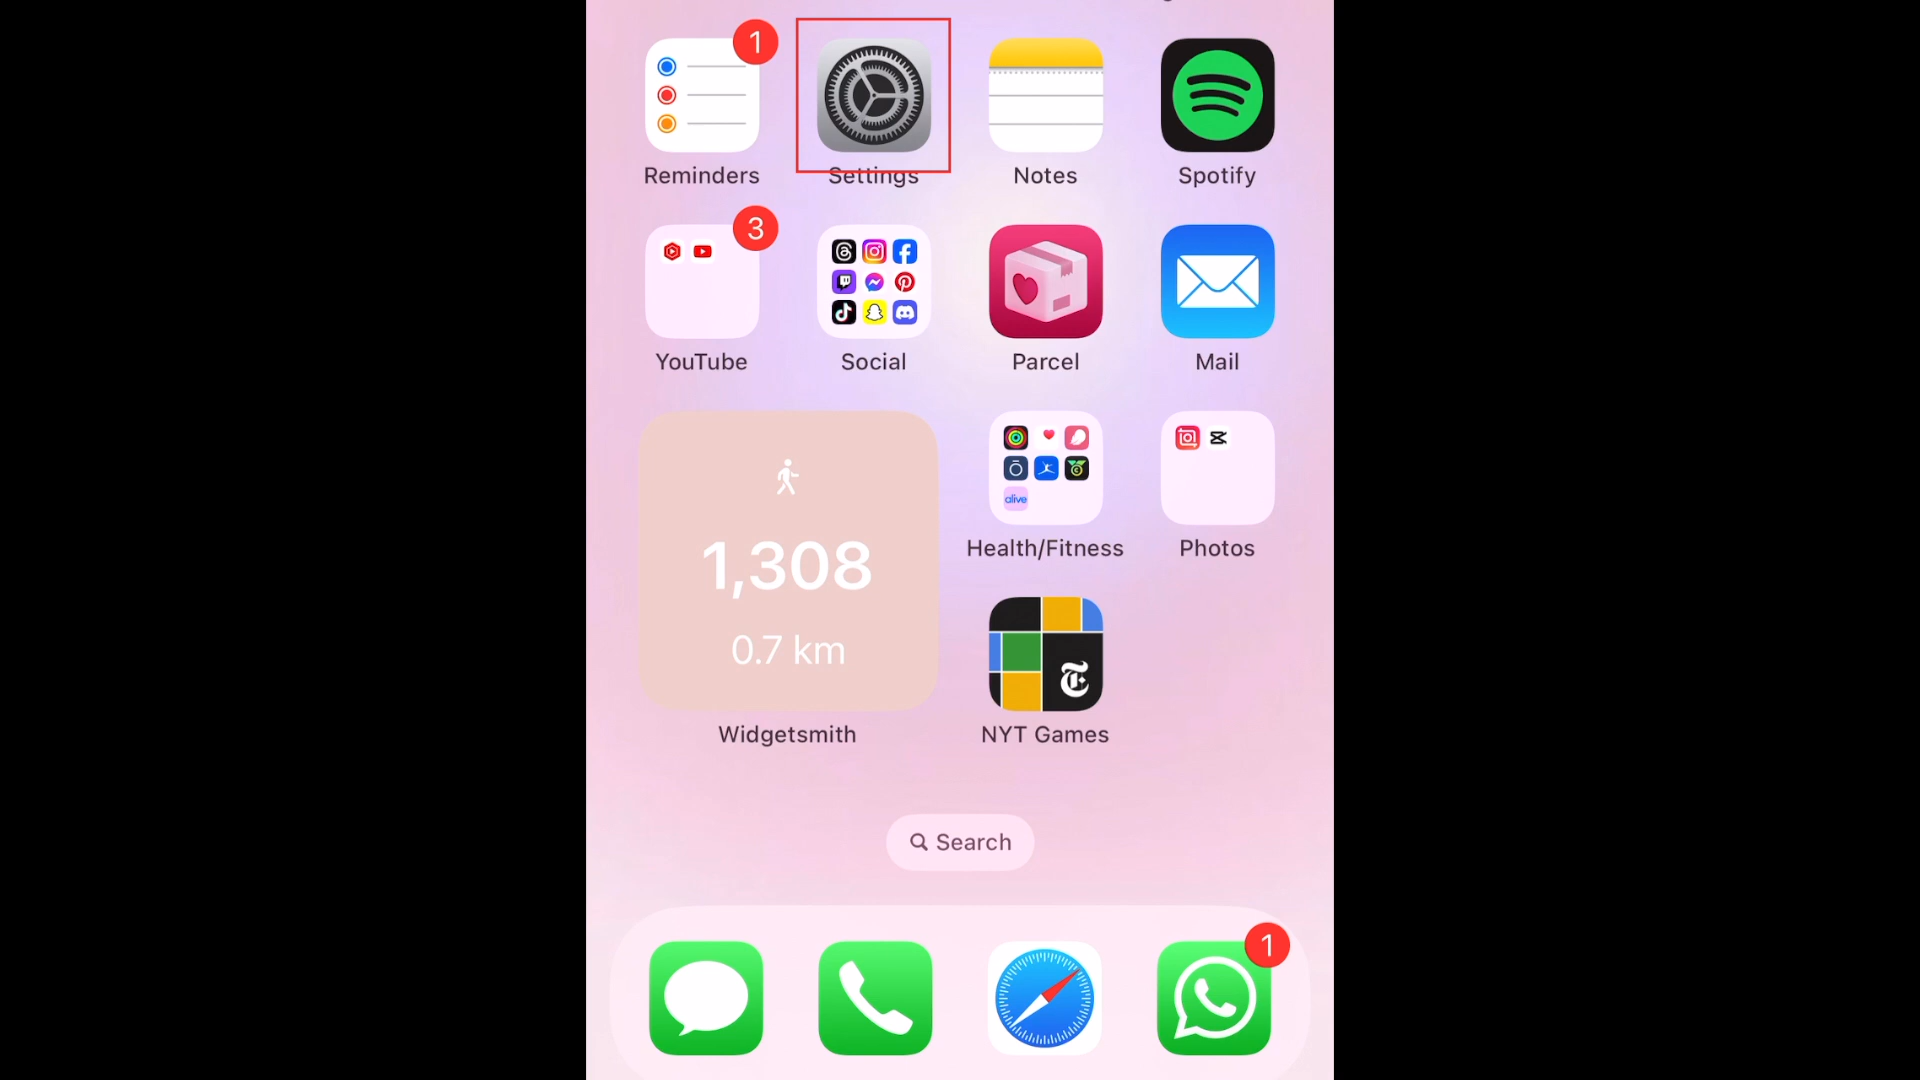 1
Reminders
Settings
Notes
Spotify
3
YouTube
Social
Parcel
Mail
1,308
0.7 km
Widgetsmith
alive
Health/Fitness
Photos
NYT Games
Search
1